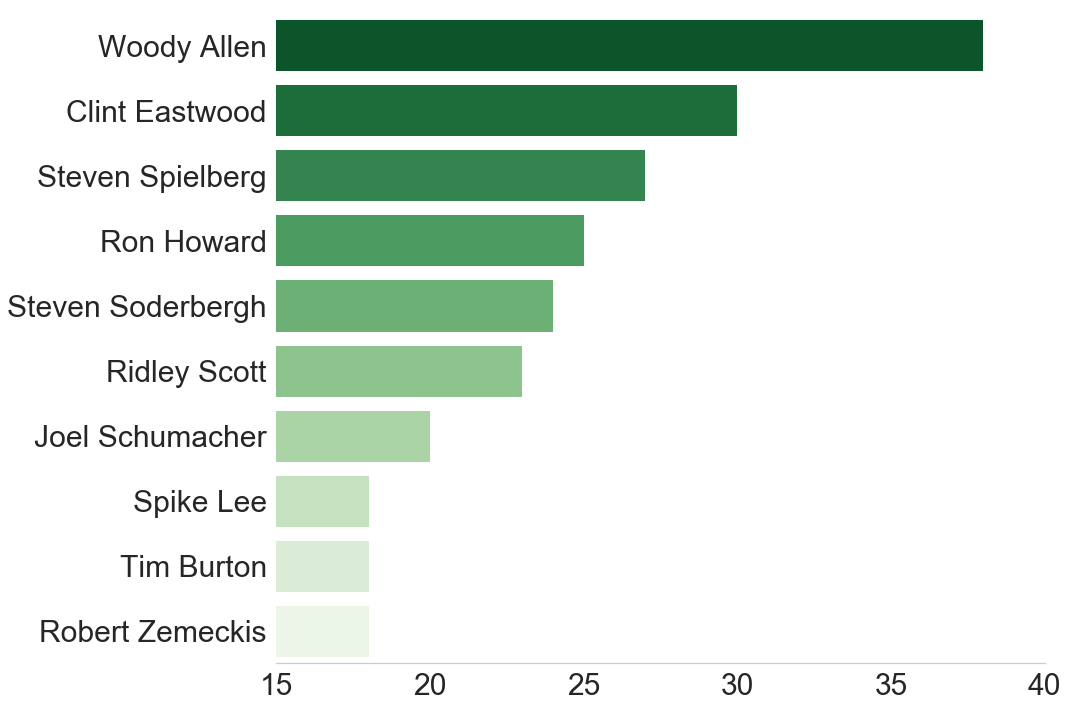 Woody Allen
Clint Eastwood
Steven Spielberg
Ron Howard
Steven Soderbergh
Ridley Scott
Joel Schumacher
Spike Lee
Tim Burton
Robert Zemeckis
15 20 25 30 35 40